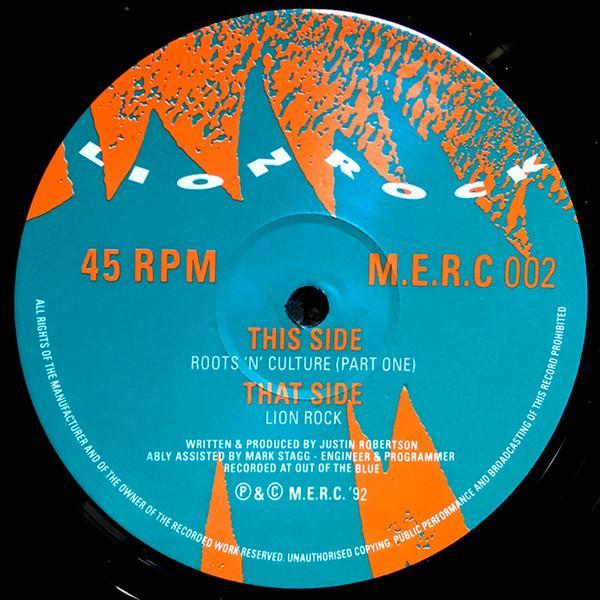 LIONROCK
45 RPM
M.E.R.C 002
THIS SIDE
ROOTS 'N' CULTURE (PART ONE)
THAT SIDE
LION ROCK
WRITTEN & PRODUCED BY JUSTIN ROBERTSON
ABLY ASSISTED BY MARK STAGG - ENGINEER & PROGRAMMER
RECORDED AT OUT OF THE BLUE
Ⓟ & © M.E.R.C. '92
ALL RIGHTS OF THE MANUFACTURER AND OF THE OWNER OF THE RECORDED WORK RESERVED. UNAUTHORISED COPYING, PUBLIC PERFORMANCE AND BROADCASTING OF THIS RECORD PROHIBITED